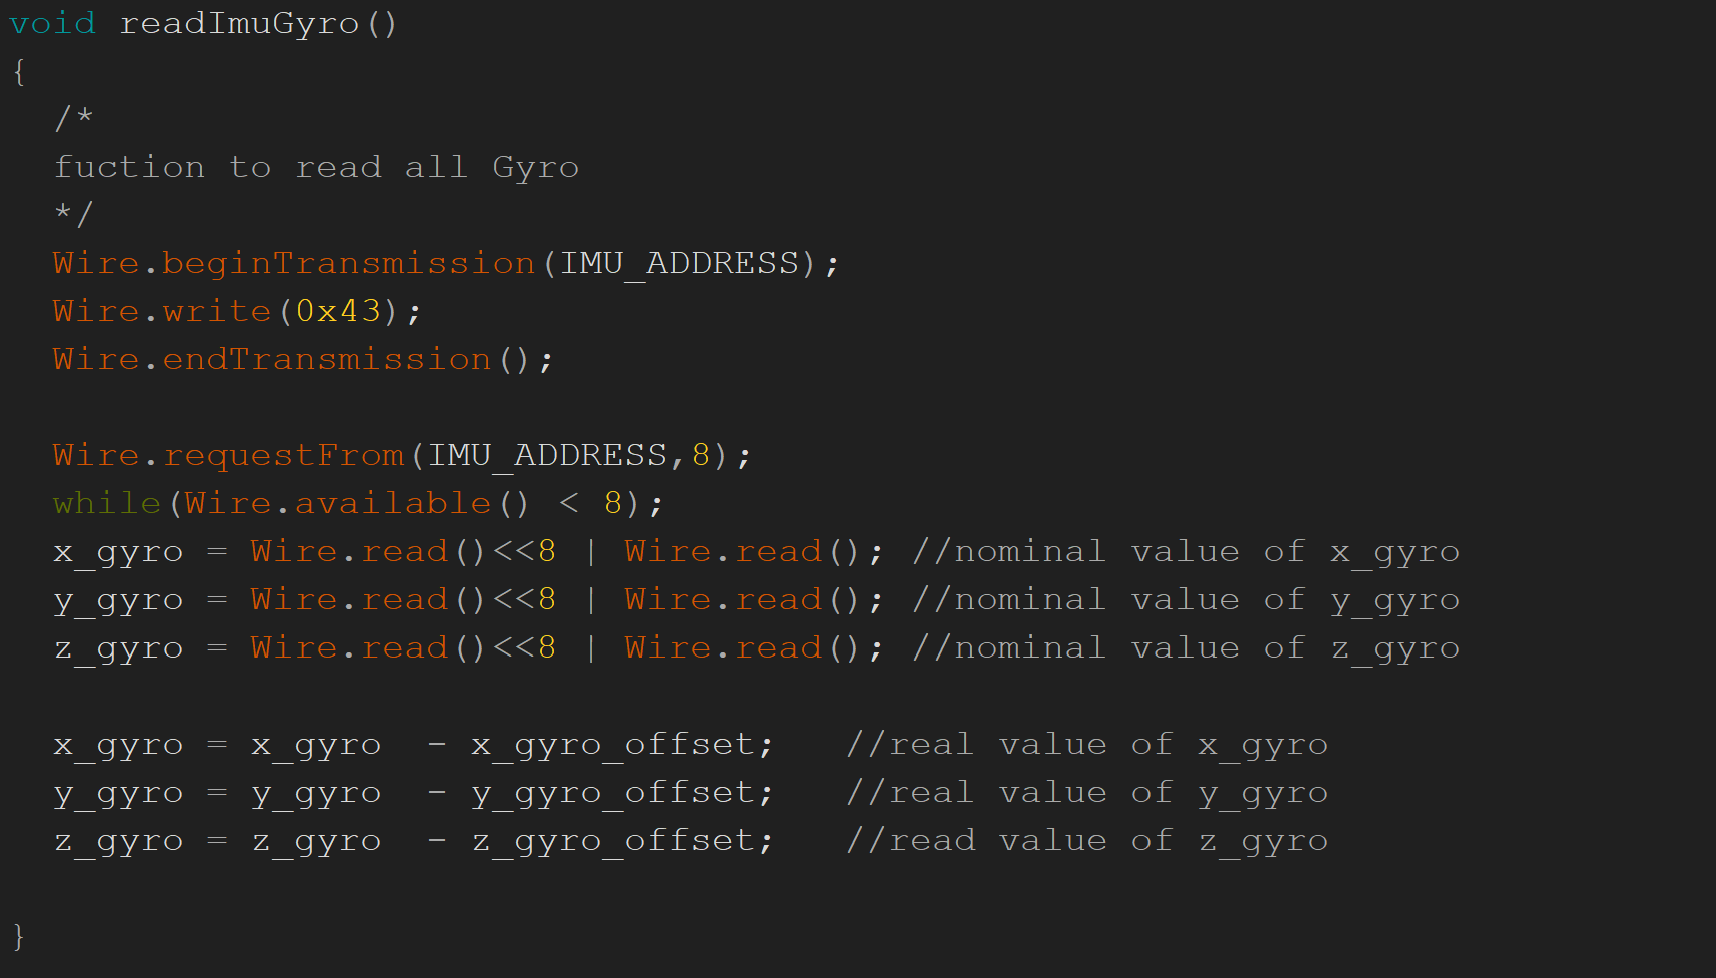 void readImuGyro()
{
  /*
  fuction to read all Gyro
  */
  Wire.beginTransmission(IMU_ADDRESS);
  Wire.write(0x43);
  Wire.endTransmission();

  Wire.requestFrom(IMU_ADDRESS,8);
  while(Wire.available() < 8);
  x_gyro = Wire.read()<<8 | Wire.read(); //nominal value of x_gyro
  y_gyro = Wire.read()<<8 | Wire.read(); //nominal value of y_gyro
  z_gyro = Wire.read()<<8 | Wire.read(); //nominal value of z_gyro

  x_gyro = x_gyro  - x_gyro_offset;   //real value of x_gyro
  y_gyro = y_gyro  - y_gyro_offset;   //real value of y_gyro
  z_gyro = z_gyro  - z_gyro_offset;   //read value of z_gyro

}